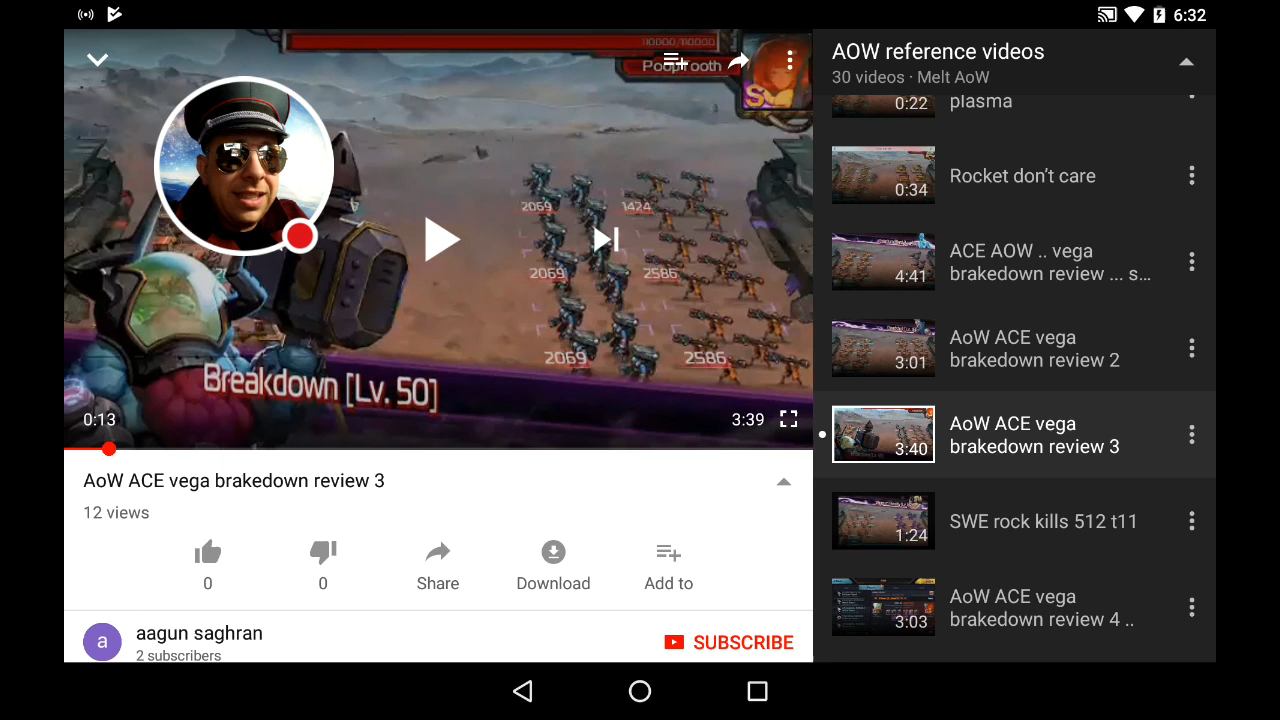 6:32
110000/110000
PoopTooth
S
2069
1424
2069
2586
2069
2586
Breakdown [Lv. 50]
0:13
3:39
AoW ACE vega brakedown review 3
12 views
0
0
Share
Download
Add to
a
aagun saghran
2 subscribers
SUBSCRIBE
AOW reference videos
30 videos · Melt AoW
0:22
plasma
0:34
Rocket don't care
4:41
ACE AOW .. vega
brakedown review ... s...
3:01
AoW ACE vega
brakedown review 2
3:40
AoW ACE vega
brakedown review 3
1:24
SWE rock kills 512 t11
3:03
AoW ACE vega
brakedown review 4 ..